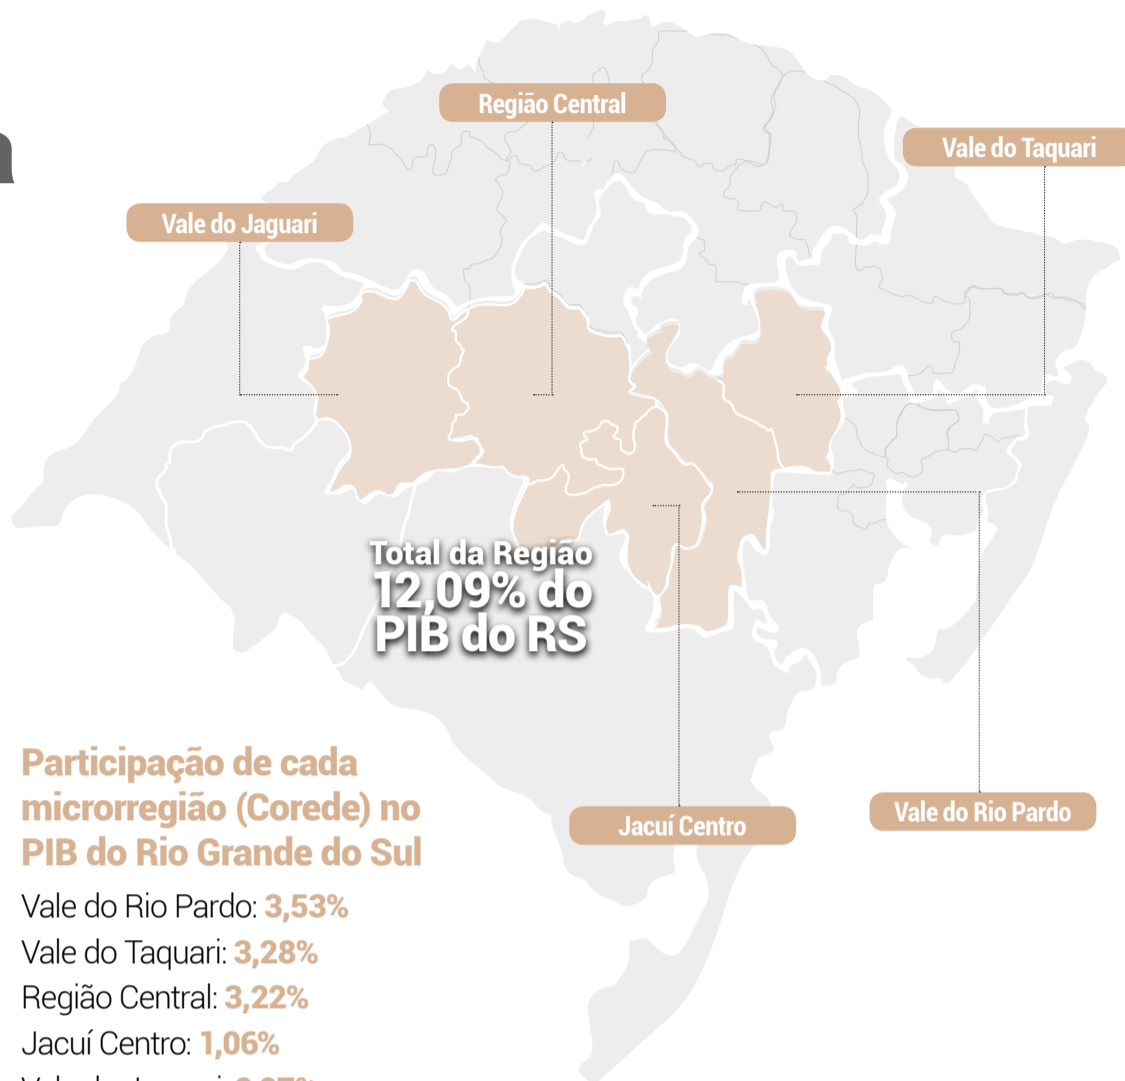 Região Central
Vale do Taquari
Vale do Jaguari
Total da Região
12,09% do
PIB do RS
Participação de cada
microrregião (Corede) no
PIB do Rio Grande do Sul
Jacuí Centro
Vale do Rio Pardo
Vale do Rio Pardo: 3,53%
Vale do Taquari: 3,28%
Região Central: 3,22%
Jacuí Centro: 1,06%